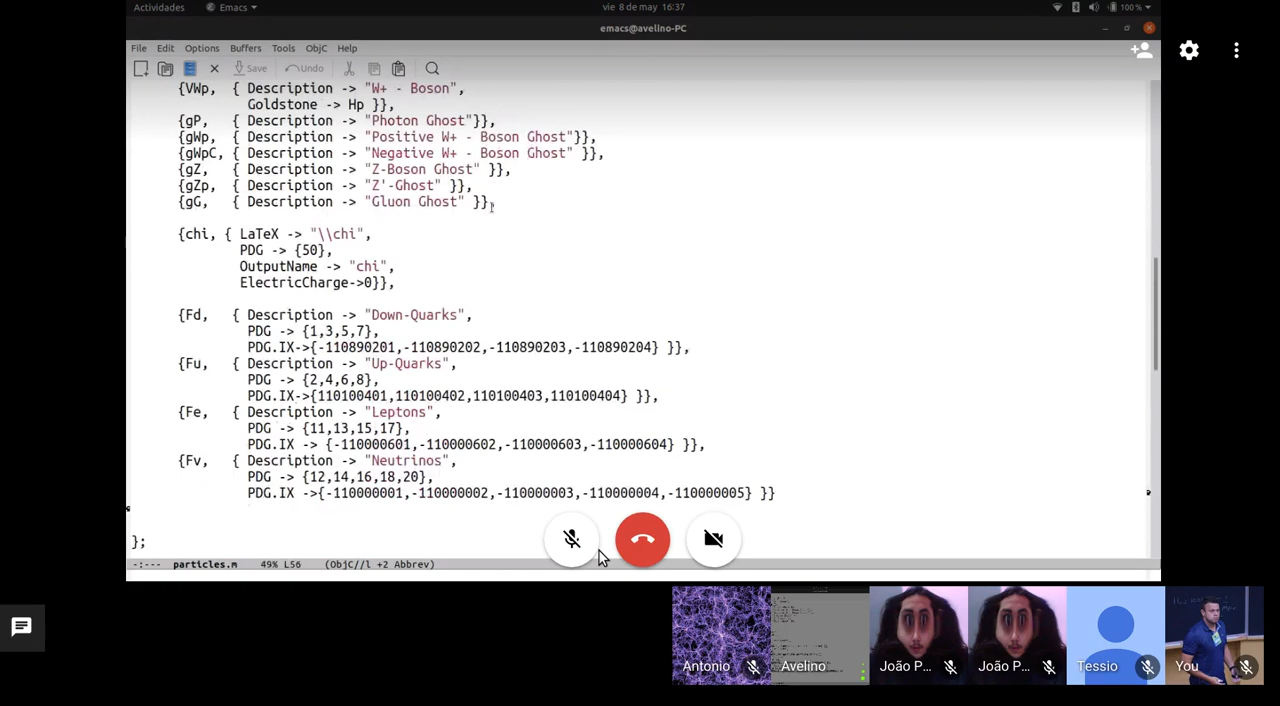 Actividades Emacs vie 8 de may 16:37 100 %
emacs@avelino-PC
File Edit Options Buffers Tools ObjC Help
Save Undo
{VWp, { Description -> "W+ - Boson",
Goldstone -> Hp }},
{gP, { Description -> "Photon Ghost"}},
{gWp, { Description -> "Positive W+ - Boson Ghost"}},
{gWpC, { Description -> "Negative W+ - Boson Ghost" }},
{gZ, { Description -> "Z-Boson Ghost" }},
{gZp, { Description -> "Z'-Ghost" }},
{gG, { Description -> "Gluon Ghost" }},
{chi, { LaTeX -> "\\chi",
PDG -> {50},
OutputName -> "chi",
ElectricCharge->0}},
{Fd, { Description -> "Down-Quarks",
PDG -> {1,3,5,7},
PDG.IX->{-110890201,-110890202,-110890203,-110890204} }},
{Fu, { Description -> "Up-Quarks",
PDG -> {2,4,6,8},
PDG.IX->{110100401,110100402,110100403,110100404} }},
{Fe, { Description -> "Leptons",
PDG -> {11,13,15,17},
PDG.IX -> {-110000601,-110000602,-110000603,-110000604} }},
{Fv, { Description -> "Neutrinos",
PDG -> {12,14,16,18,20},
PDG.IX ->{-110000001,-110000002,-110000003,-110000004,-110000005} }}
};
-:--- particles.m 49% L56 (ObjC//l +2 Abbrev)
Antonio Avelino João P... João P... Tessio You